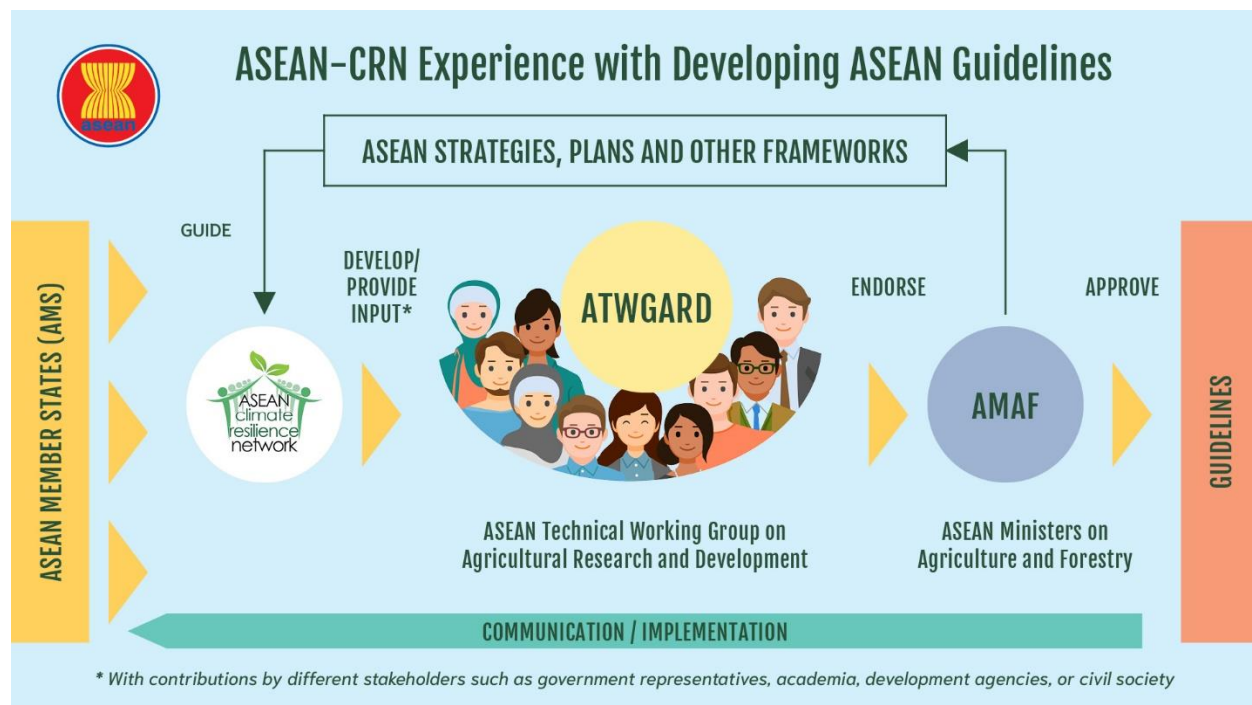 asean
ASEAN-CRN Experience with Developing ASEAN Guidelines
ASEAN STRATEGIES, PLANS AND OTHER FRAMEWORKS
ASEAN MEMBER STATES (AMS)
GUIDE
ASEAN
climate
resilience
network
DEVELOP/
PROVIDE
INPUT*
ATWGARD
ASEAN Technical Working Group on
Agricultural Research and Development
ENDORSE
AMAF
ASEAN Ministers on
Agriculture and Forestry
APPROVE
GUIDELINES
COMMUNICATION / IMPLEMENTATION
* With contributions by different stakeholders such as government representatives, academia, development agencies, or civil society